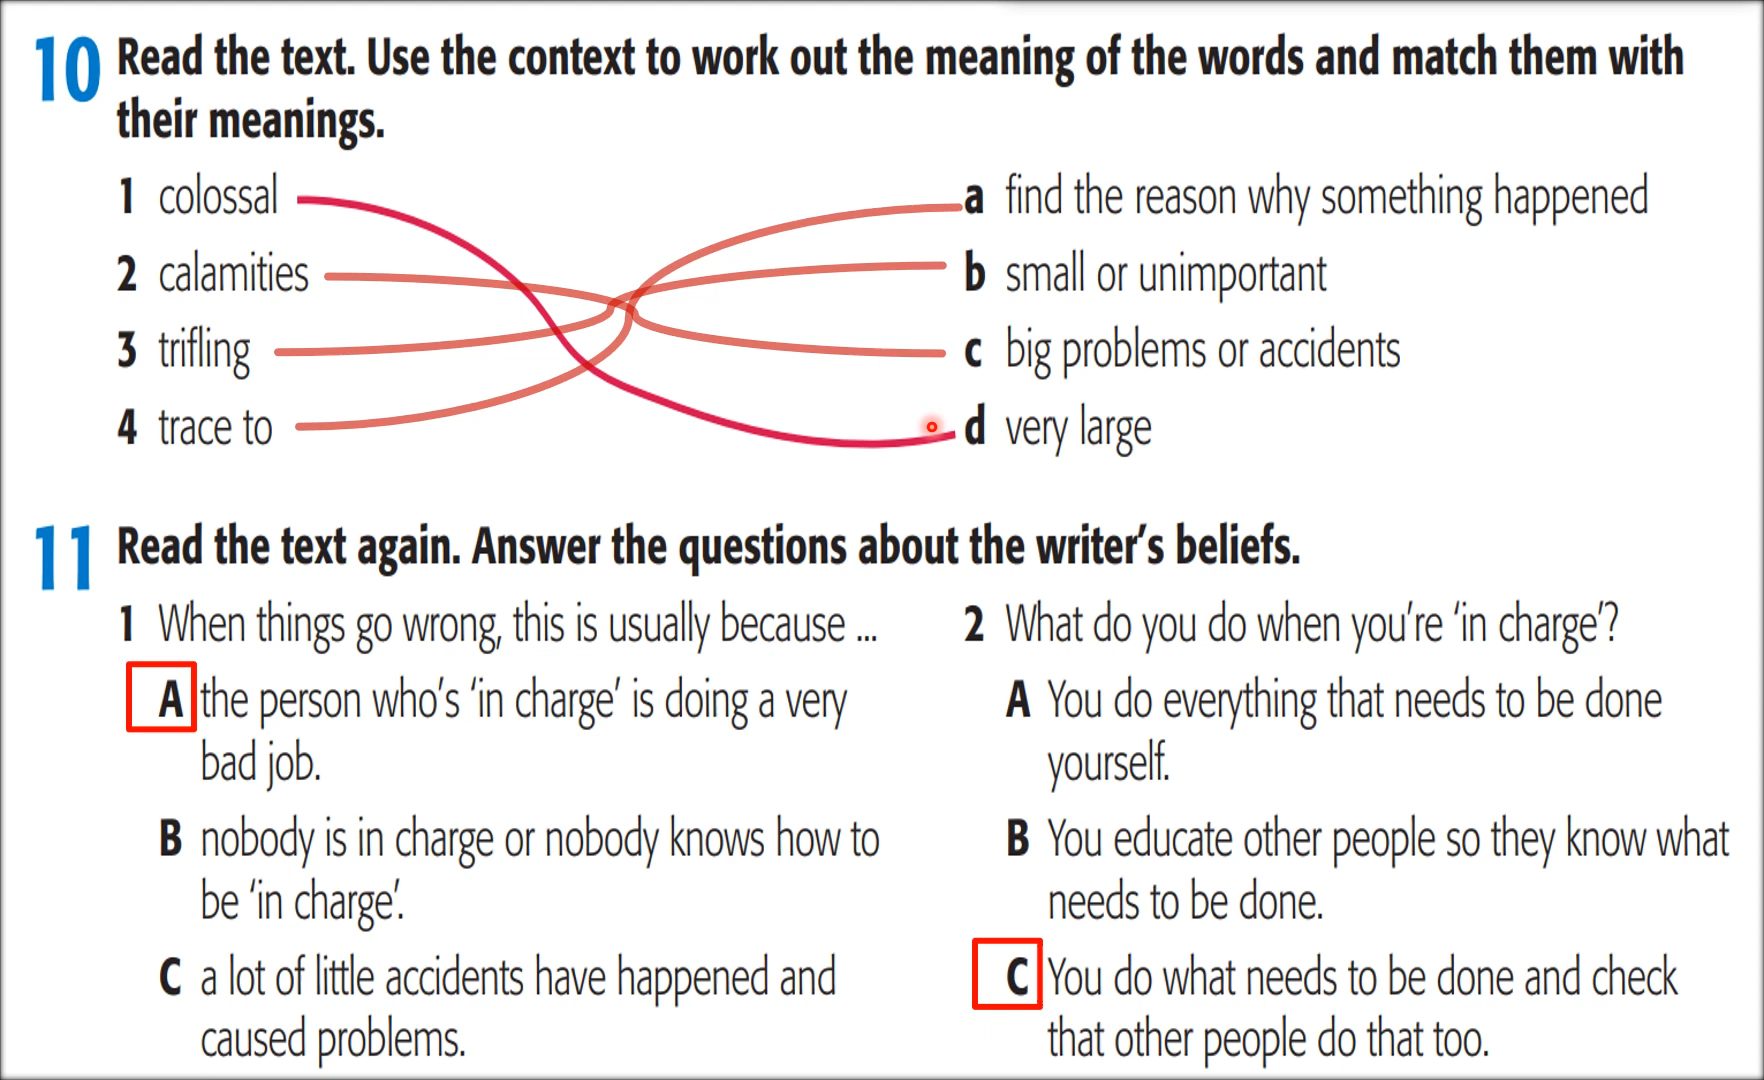 10 Read the text. Use the context to work out the meaning of the words and match them with
their meanings.
1 colossal
2 calamities
3 trifling
4 trace to
a find the reason why something happened
b small or unimportant
c big problems or accidents
d very large
11 Read the text again. Answer the questions about the writer’s beliefs.
1 When things go wrong, this is usually because ...
A the person who’s ‘in charge’ is doing a very
bad job.
B nobody is in charge or nobody knows how to
be ‘in charge’.
C a lot of little accidents have happened and
caused problems.
2 What do you do when you’re ‘in charge’?
A You do everything that needs to be done
yourself.
B You educate other people so they know what
needs to be done.
C You do what needs to be done and check
that other people do that too.